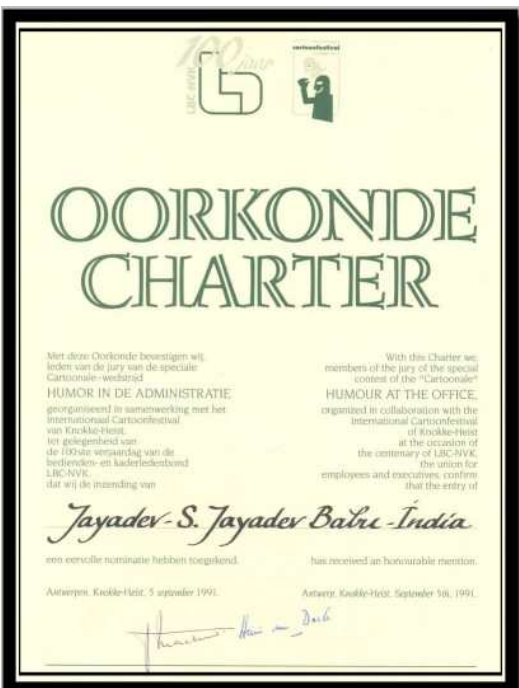 100 jaar
LBC-NVK
cartoonfestival
OORKONDE
CHARTER
Met deze Oorkonde bevestigen wij,
leden van de jury van de speciale
Cartoonale-wedstrijd
HUMOR IN DE ADMINISTRATIE
georganiseerd in samenwerking met het
Internationaal Cartoonfestival
van Knokke-Heist,
ter gelegenheid van
de 100ste verjaardag van de
bedienden- en kaderledenbond
LBC-NVK,
dat wij de inzending van
With this Charter we,
members of the jury of the special
contest of the "Cartoonale"
HUMOUR AT THE OFFICE,
organized in collaboration with the
International Cartoonfestival
of Knokke-Heist
at the occasion of
the centenary of LBC-NVK,
the union for
employees and executives, confirm
that the entry of
Jayadev-S. Jayadev Babu-India
een eervolle nominatie hebben toegekend.
has received an honourable mention.
Antwerpen, Knokke-Heist, 5 september 1991.
Antwerp, Knokke-Heist, September 5th, 1991.